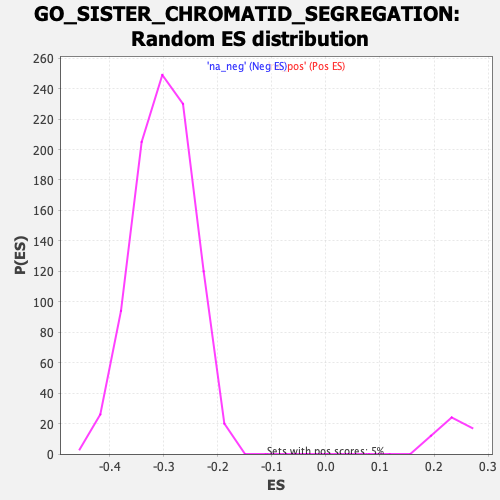 GO_SISTER_CHROMATID_SEGREGATION:
Random ES distribution
'na_neg' (Neg ES)pos' (Pos ES)
260
240
220
200
180
160
140
120
100
80
60
40
20
0
P(ES)
Sets with pos scores: 5%
-0.4 -0.3 -0.2 -0.1 0.0 0.1 0.2 0.3
ES